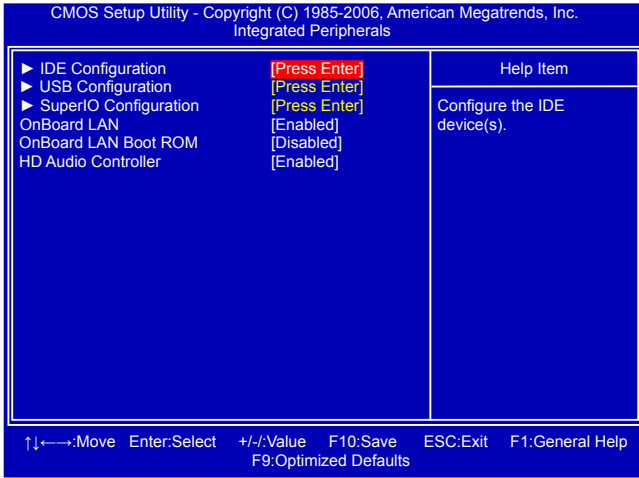 CMOS Setup Utility - Copyright (C) 1985-2006, American Megatrends, Inc.
Integrated Peripherals
► IDE Configuration [Press Enter]
► USB Configuration [Press Enter]
► SuperIO Configuration [Press Enter]
OnBoard LAN [Enabled]
OnBoard LAN Boot ROM [Disabled]
HD Audio Controller [Enabled]
Help Item
Configure the IDE
device(s).
↑↓←→:Move Enter:Select +/-/:Value F10:Save ESC:Exit F1:General Help
F9:Optimized Defaults